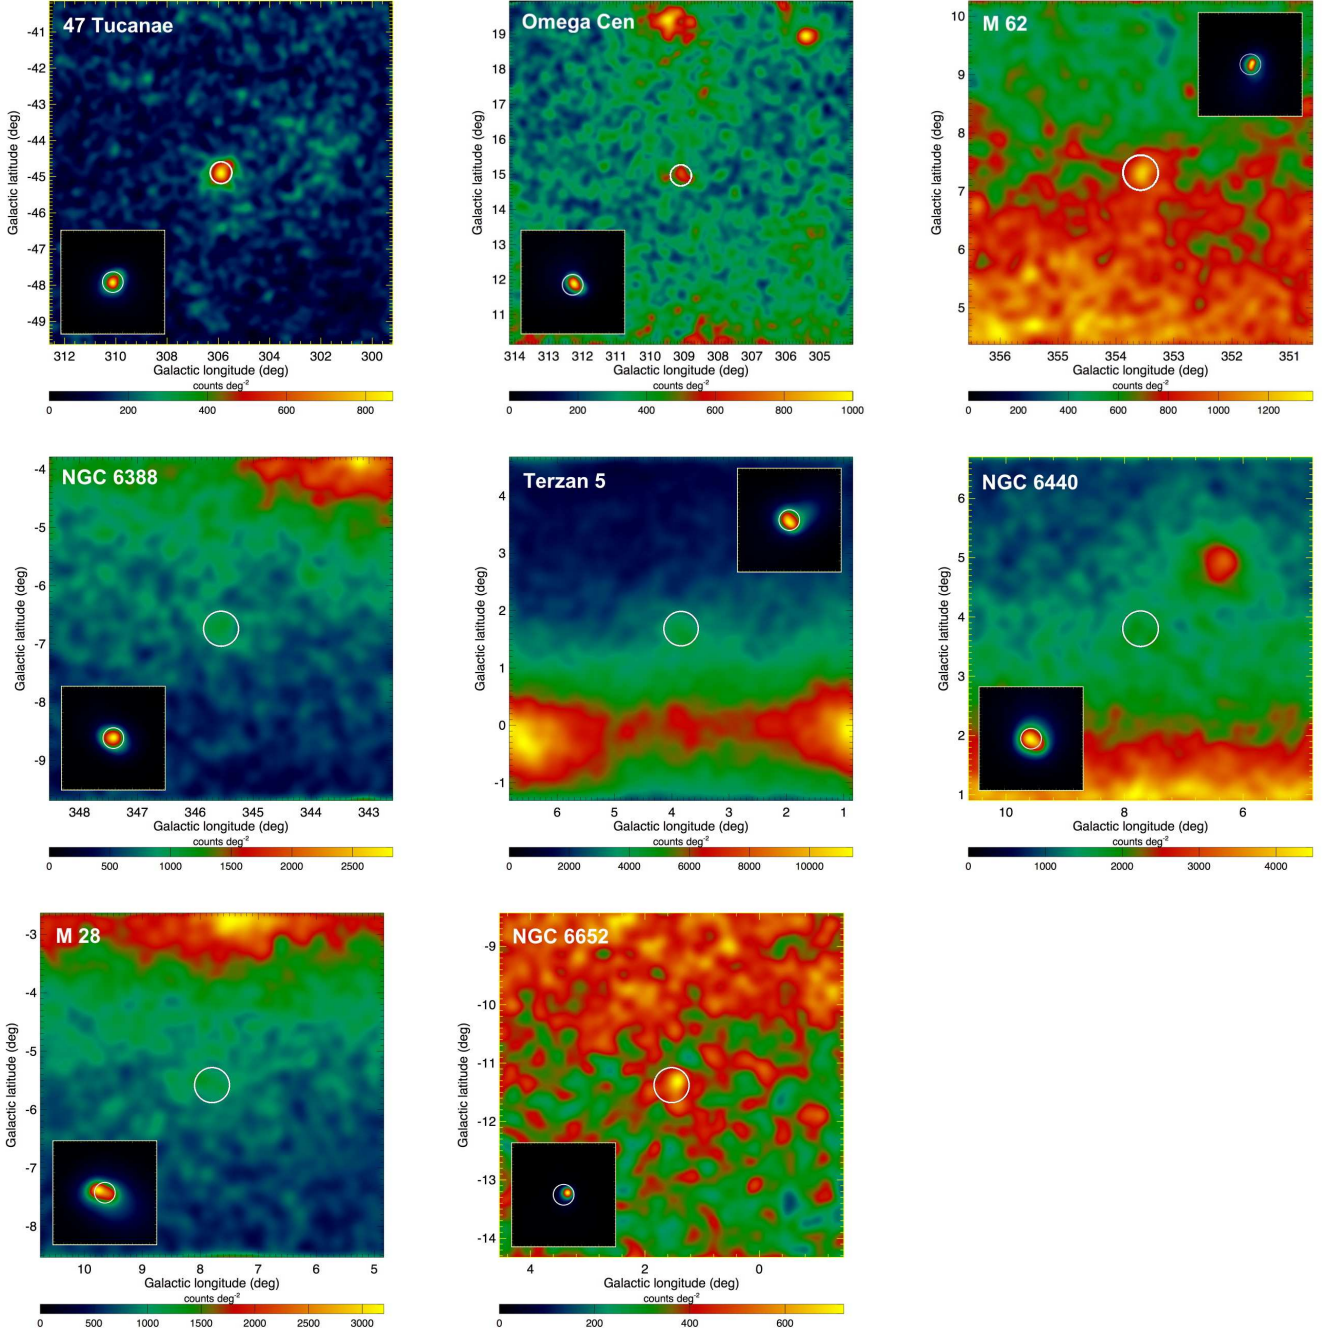 47 Tucanae
Galactic latitude (deg)
-41
-42
-43
-44
-45
-46
-47
-48
-49
312 310 308 306 304 302 300
Galactic longitude (deg)
counts deg-2
0 200 400 600 800
Omega Cen
Galactic latitude (deg)
19
18
17
16
15
14
13
12
11
314 313 312 311 310 309 308 307 306 305
Galactic longitude (deg)
counts deg-2
0 200 400 600 800 1000
M 62
Galactic latitude (deg)
10
9
8
7
6
5
356 355 354 353 352 351
Galactic longitude (deg)
counts deg-2
0 200 400 600 800 1000 1200
NGC 6388
Galactic latitude (deg)
-4
-5
-6
-7
-8
-9
348 347 346 345 344 343
Galactic longitude (deg)
counts deg-2
0 500 1000 1500 2000 2500
Terzan 5
Galactic latitude (deg)
4
3
2
1
0
-1
6 5 4 3 2 1
Galactic longitude (deg)
counts deg-2
0 2000 4000 6000 8000 10000
NGC 6440
Galactic latitude (deg)
6
5
4
3
2
1
10 8 6
Galactic longitude (deg)
counts deg-2
0 1000 2000 3000 4000
M 28
Galactic latitude (deg)
-3
-4
-5
-6
-7
-8
10 9 8 7 6 5
Galactic longitude (deg)
counts deg-2
0 500 1000 1500 2000 2500 3000
NGC 6652
Galactic latitude (deg)
-9
-10
-11
-12
-13
-14
4 2 0
Galactic longitude (deg)
counts deg-2
0 200 400 600